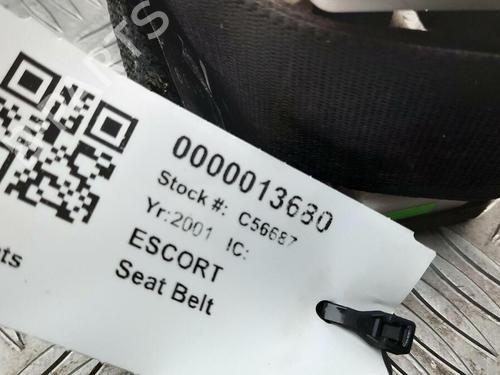 0000013680
Stock #: C56687
Yr:2001 IC:
ESCORT
Seat Belt